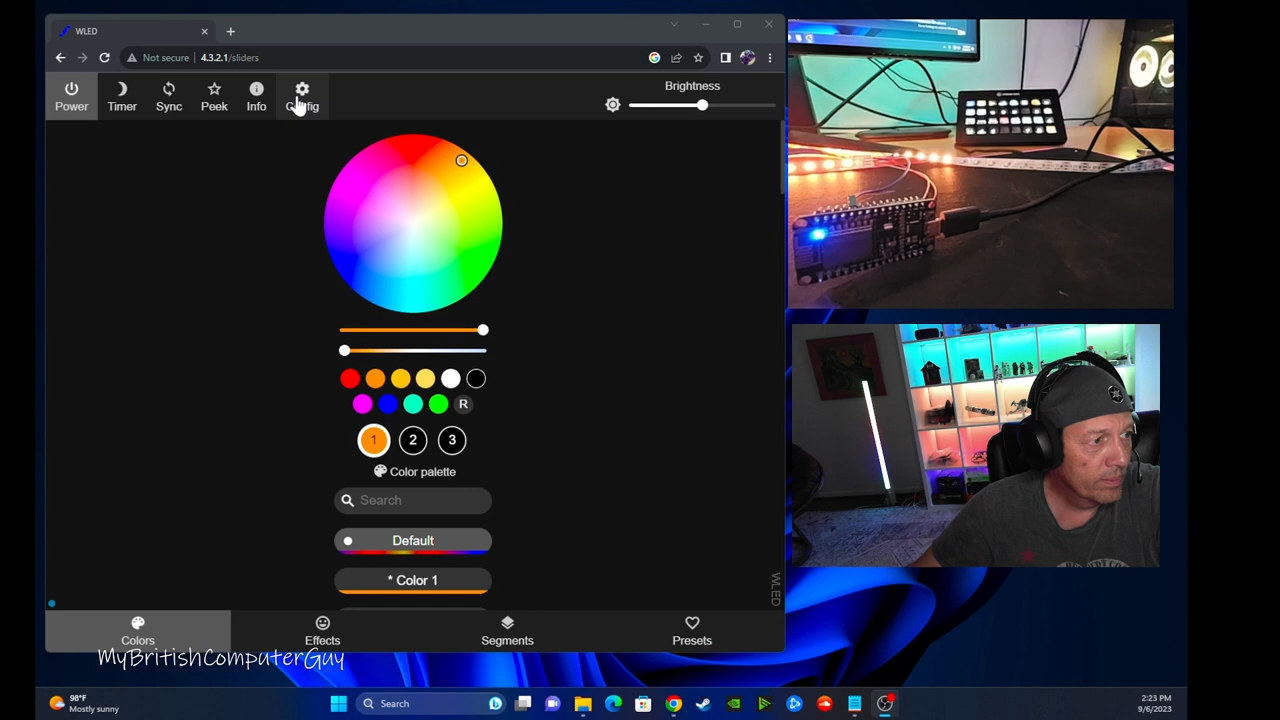 WLED
Not secure
4.3.2.1/sliders
Power
Timer
Sync
Peek
Info
Config
Brightness
R
1
2
3
Color palette
Search
Default
* Color 1
WLED
Colors
Effects
Segments
Presets
MyBritishComputerGuy
98°F
Mostly sunny
Search
2:23 PM
9/6/2023